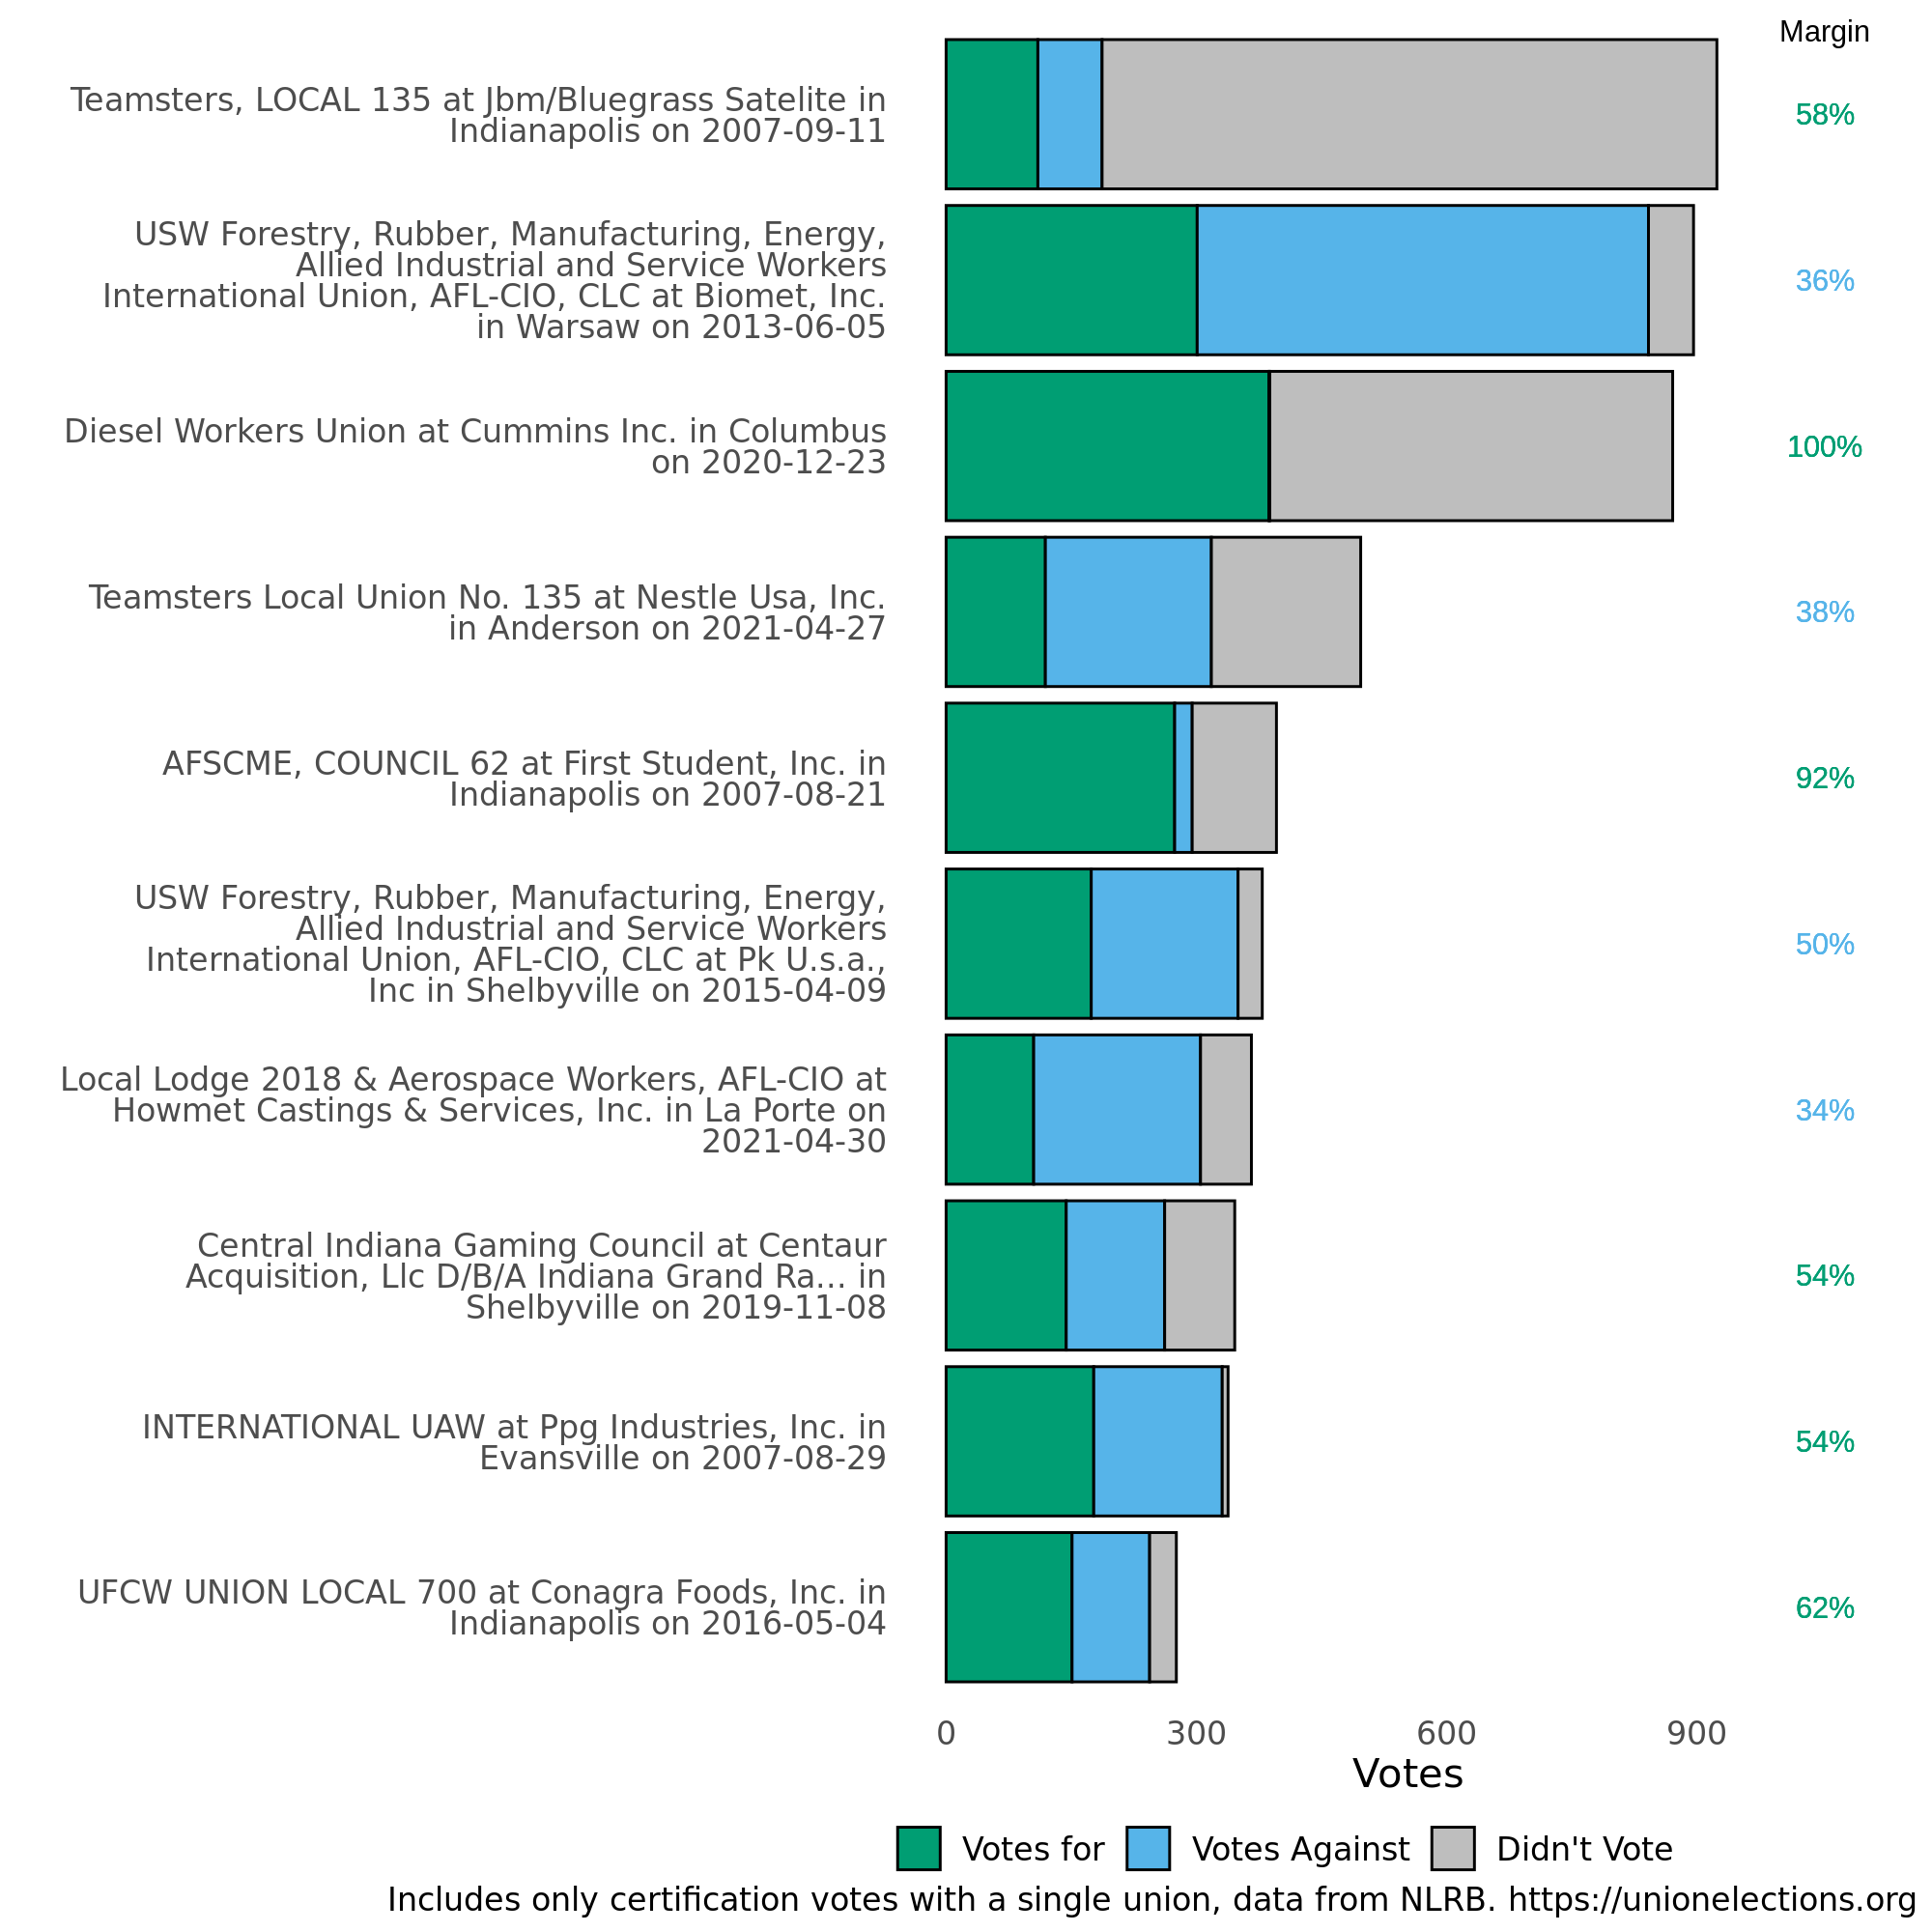 Margin
Teamsters, LOCAL 135 at Jbm/Bluegrass Satelite in
Indianapolis on 2007-09-11
58%
USW Forestry, Rubber, Manufacturing, Energy,
Allied Industrial and Service Workers
International Union, AFL-CIO, CLC at Biomet, Inc.
in Warsaw on 2013-06-05
36%
Diesel Workers Union at Cummins Inc. in Columbus
on 2020-12-23
100%
Teamsters Local Union No. 135 at Nestle Usa, Inc.
in Anderson on 2021-04-27
38%
AFSCME, COUNCIL 62 at First Student, Inc. in
Indianapolis on 2007-08-21
92%
USW Forestry, Rubber, Manufacturing, Energy,
Allied Industrial and Service Workers
International Union, AFL-CIO, CLC at Pk U.s.a.,
Inc in Shelbyville on 2015-04-09
50%
Local Lodge 2018 & Aerospace Workers, AFL-CIO at
Howmet Castings & Services, Inc. in La Porte on
2021-04-30
34%
Central Indiana Gaming Council at Centaur
Acquisition, Llc D/B/A Indiana Grand Ra... in
Shelbyville on 2019-11-08
54%
INTERNATIONAL UAW at Ppg Industries, Inc. in
Evansville on 2007-08-29
54%
UFCW UNION LOCAL 700 at Conagra Foods, Inc. in
Indianapolis on 2016-05-04
62%
0 300 600 900
Votes
Votes for Votes Against Didn't Vote
Includes only certification votes with a single union, data from NLRB. https://unionelections.org